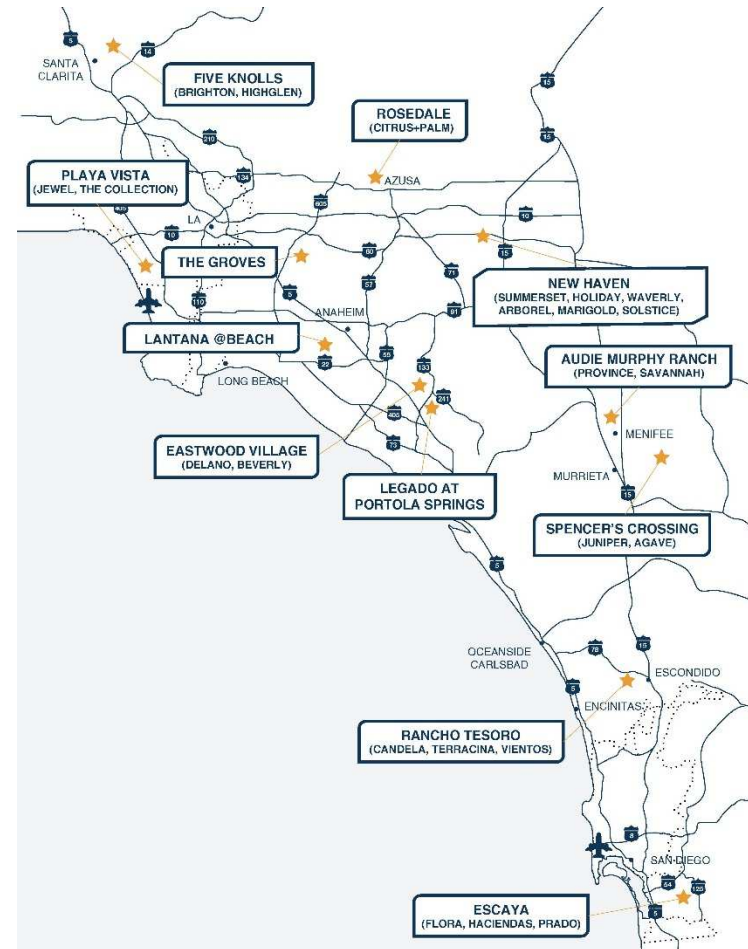 5
14
SANTA
CLARITA
FIVE KNOLLS
(BRIGHTON, HIGHGLEN)
15
ROSEDALE
(CITRUS+PALM)
15
210
134
PLAYA VISTA
(JEWEL, THE COLLECTION)
AZUSA
605
405
LA
10
10
60
15
THE GROVES
71
57
5
110
NEW HAVEN
(SUMMERSET, HOLIDAY, WAVERLY,
ARBOREL, MARIGOLD, SOLSTICE)
91
ANAHEIM
LANTANA @BEACH
55
22
133
LONG BEACH
AUDIE MURPHY RANCH
(PROVINCE, SAVANNAH)
241
405
73
MENIFEE
EASTWOOD VILLAGE
(DELANO, BEVERLY)
MURRIETA
LEGADO AT
PORTOLA SPRINGS
15
SPENCER'S CROSSING
(JUNIPER, AGAVE)
5
78
15
OCEANSIDE
CARLSBAD
ESCONDIDO
5
ENCINITAS
RANCHO TESORO
(CANDELA, TERRACINA, VIENTOS)
8
SAN DIEGO
54
125
ESCAYA
(FLORA, HACIENDAS, PRADO)
5